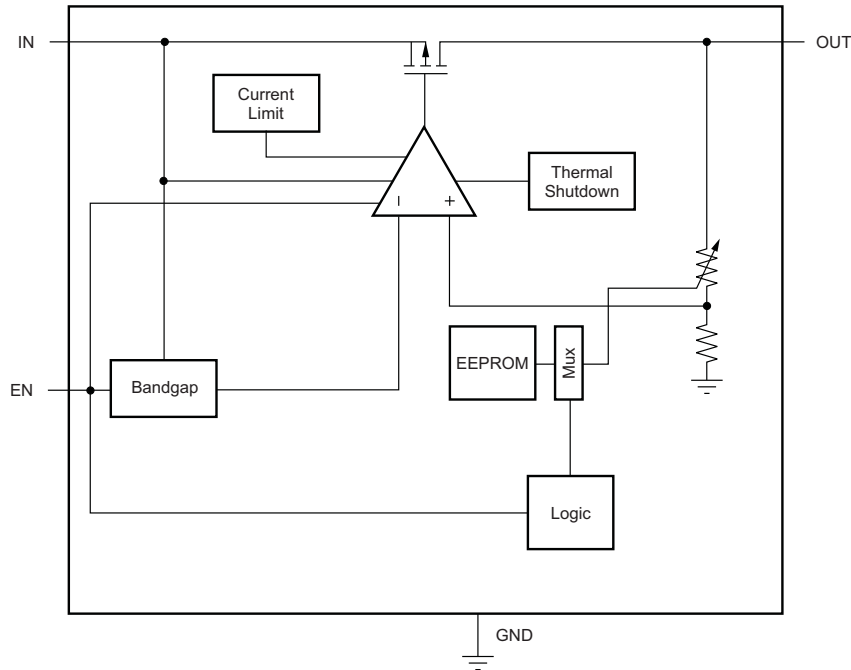 IN
OUT
Current
Limit
Thermal
Shutdown
EEPROM
Mux
EN
Bandgap
Logic
GND